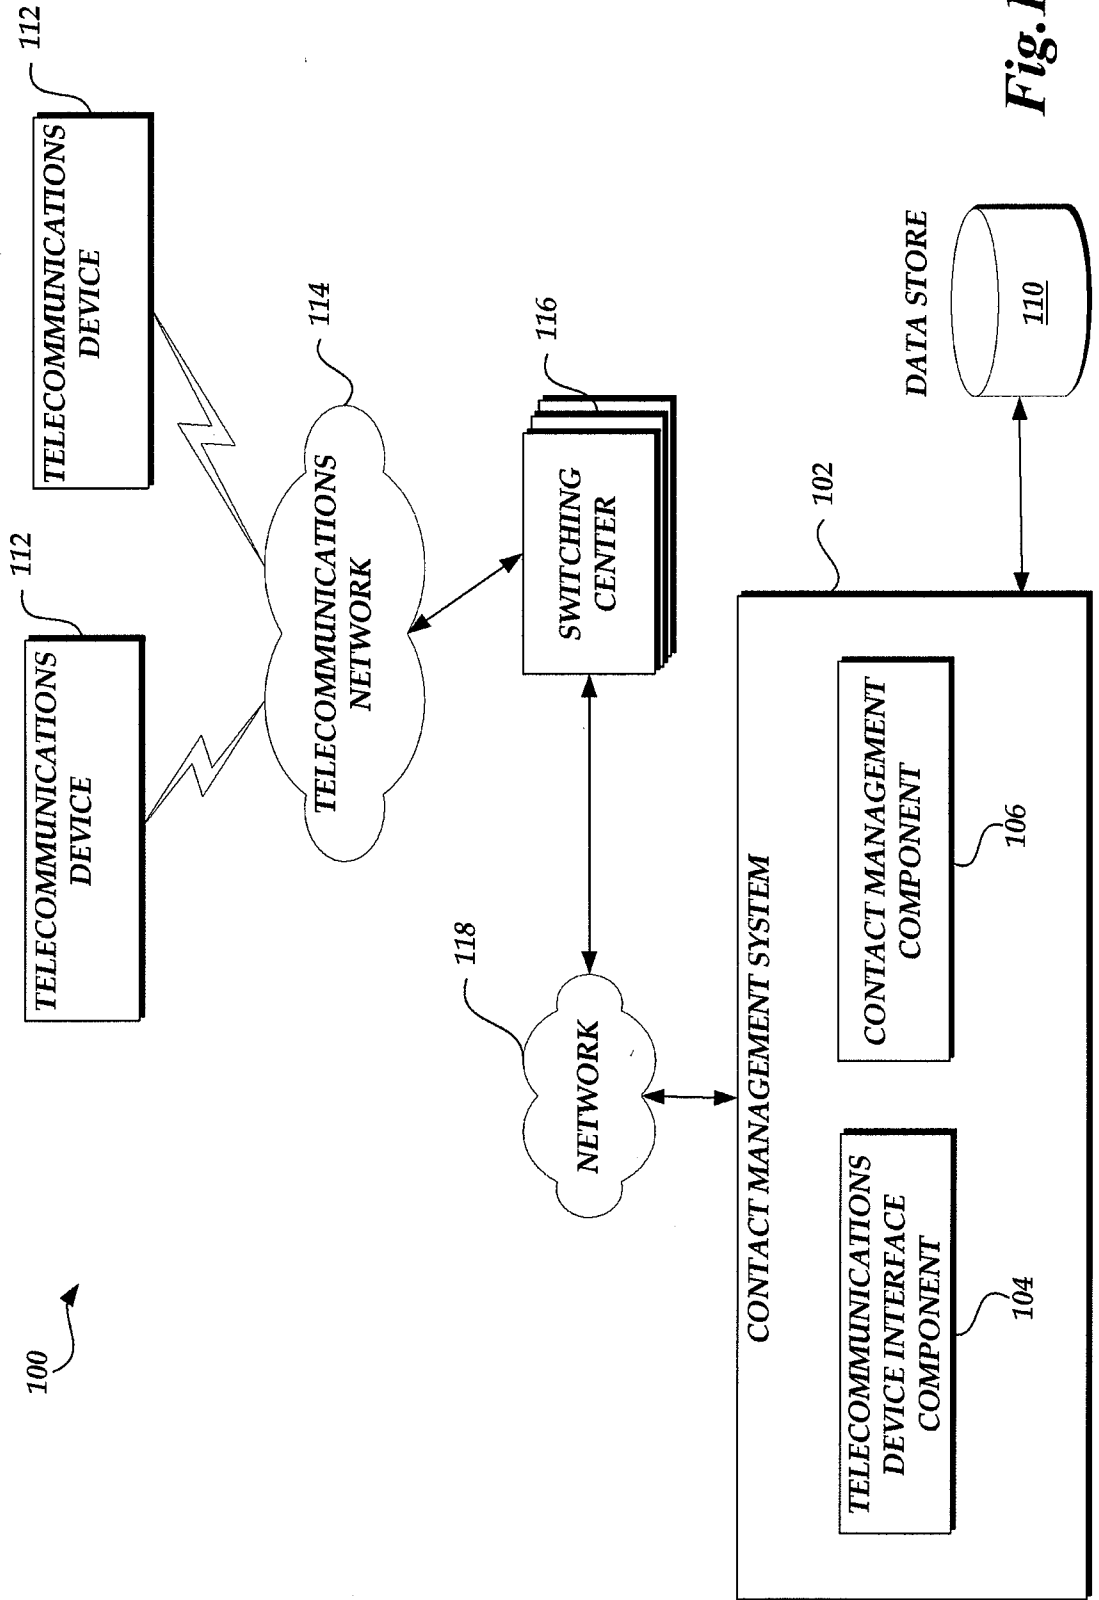 100
112
112
TELECOMMUNICATIONS
DEVICE
TELECOMMUNICATIONS
DEVICE
114
TELECOMMUNICATIONS
NETWORK
118
116
NETWORK
SWITCHING
CENTER
102
CONTACT MANAGEMENT SYSTEM
DATA STORE
TELECOMMUNICATIONS
DEVICE INTERFACE
COMPONENT
CONTACT MANAGEMENT
COMPONENT
110
104
106
Fig.1